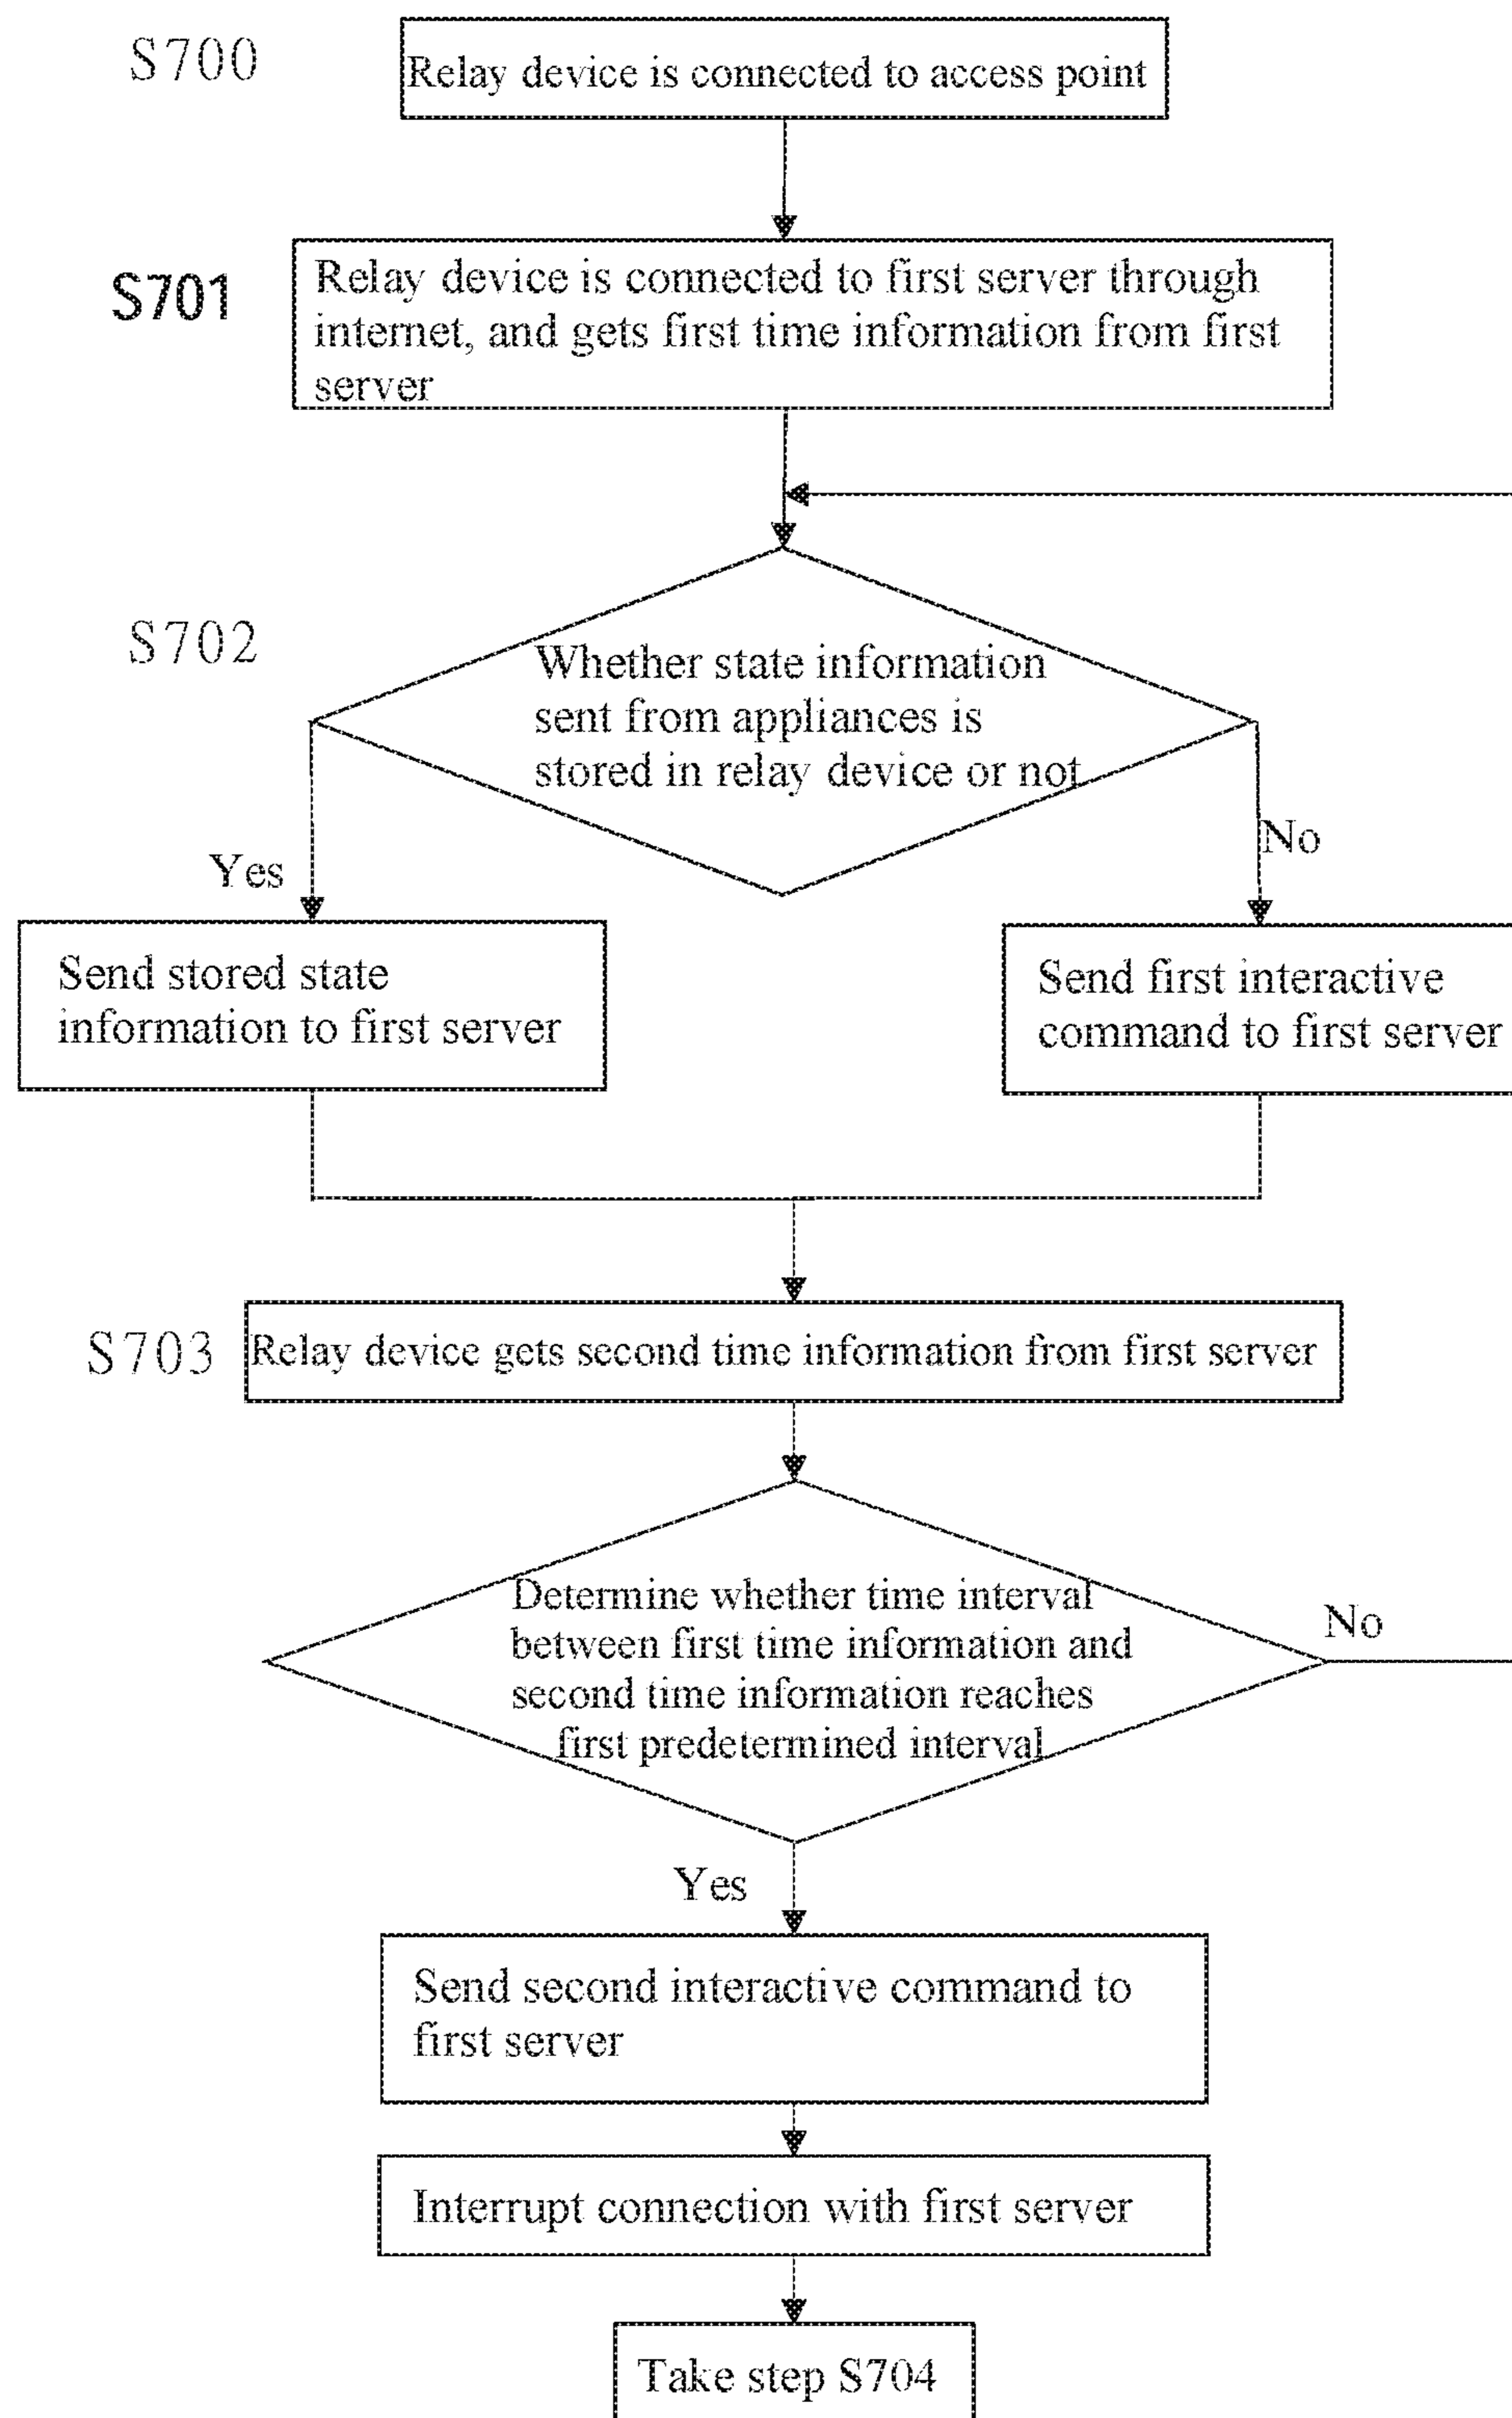 S700
Relay device is connected to access point
S701
Relay device is connected to first server through
internet, and gets first time information from first
server
S702
Whether state information
sent from appliances is
stored in relay device or not
Yes
No
Send stored state
information to first server
Send first interactive
command to first server
S703
Relay device gets second time information from first server
Determine whether time interval
between first time information and
second time information reaches
first predetermined interval
No
Yes
Send second interactive command to
first server
Interrupt connection with first server
Take step S704